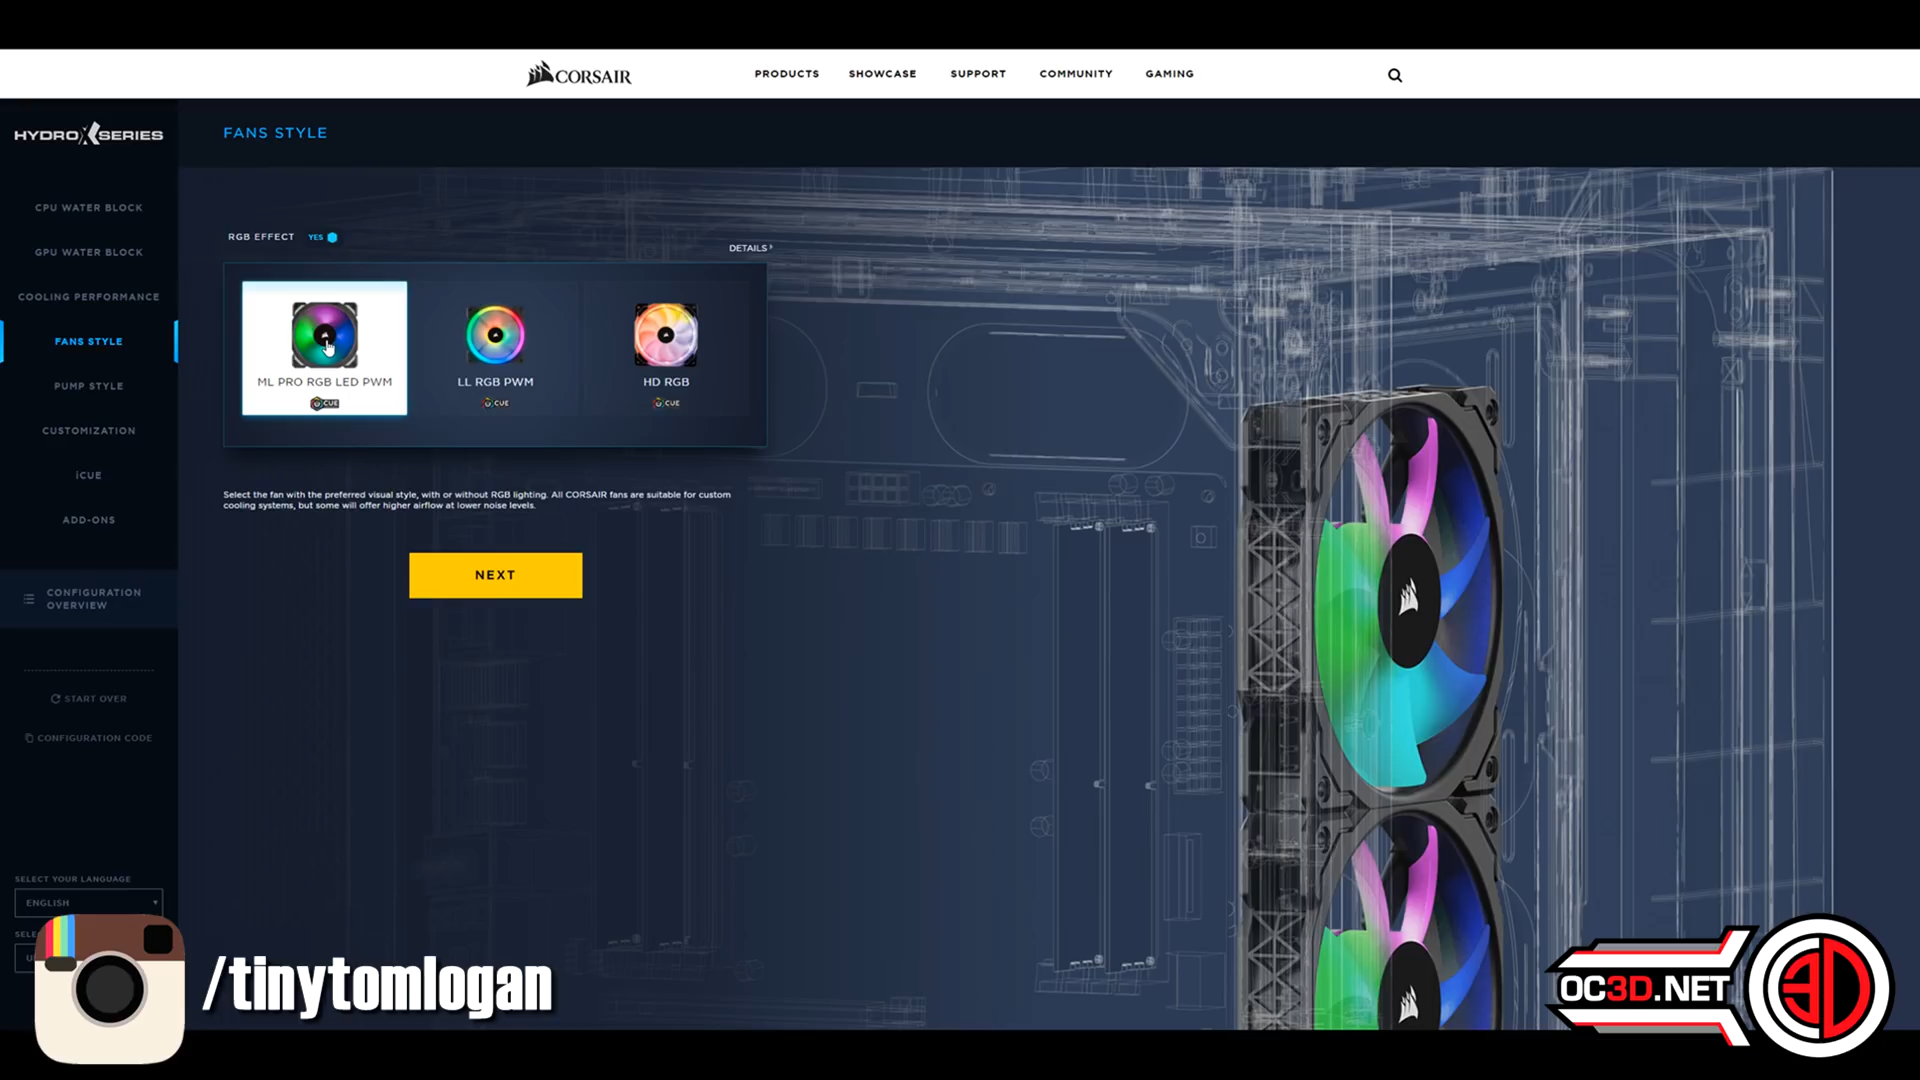 CORSAIR
PRODUCTS SHOWCASE SUPPORT COMMUNITY GAMING
HYDRO X SERIES
FANS STYLE
CPU WATER BLOCK
GPU WATER BLOCK
COOLING PERFORMANCE
FANS STYLE
PUMP STYLE
CUSTOMIZATION
iCUE
ADD-ONS
CONFIGURATION
OVERVIEW
START OVER
CONFIGURATION CODE
SELECT YOUR LANGUAGE
ENGLISH
RGB EFFECT YES
DETAILS
ML PRO RGB LED PWM
CUE
LL RGB PWM
CUE
HD RGB
CUE
Select the fan with the preferred visual style, with or without RGB lighting. All CORSAIR fans are suitable for custom
cooling systems, but some will offer higher airflow at lower noise levels.
NEXT
/tinytomlogan
OC3D.NET
3D